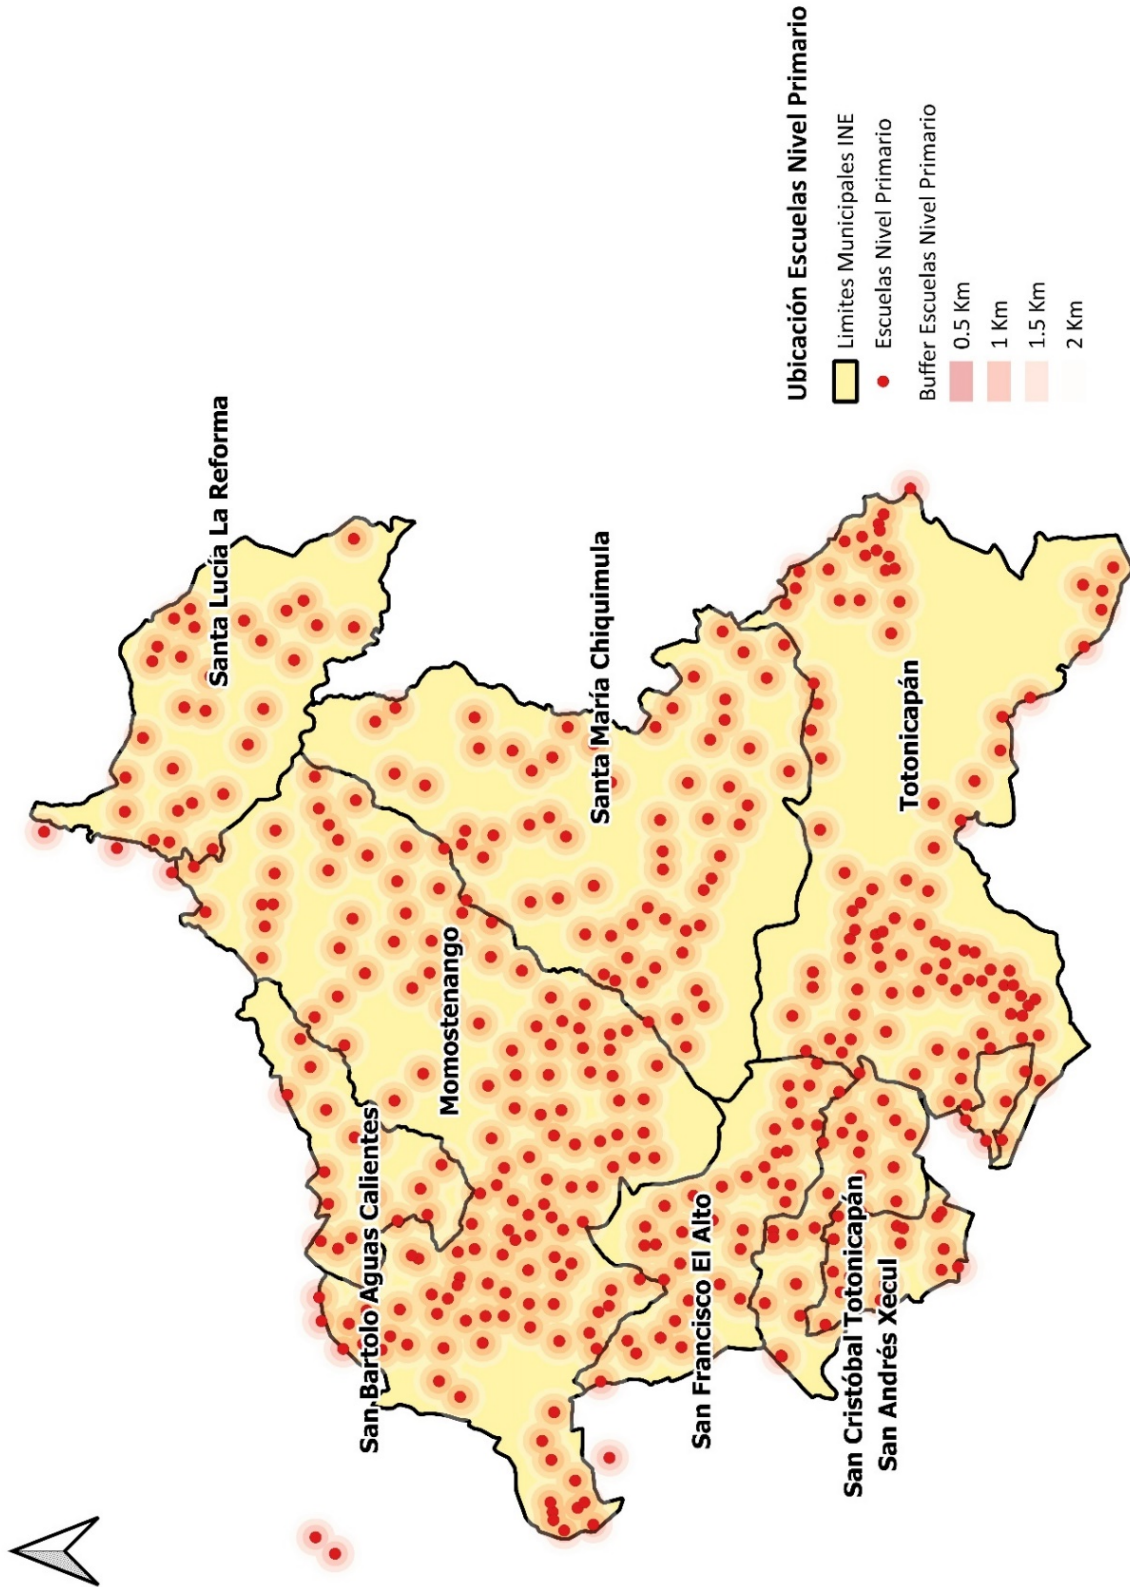 Santa Lucía La Reforma
San Bartolo Aguas Calientes
Momostenango
Santa María Chiquimula
San Francisco El Alto
San Cristóbal Totonicapán
San Andrés Xecul
Totonicapán
Ubicación Escuelas Nivel Primario
Limites Municipales INE
Escuelas Nivel Primario
Buffer Escuelas Nivel Primario
0.5 Km
1 Km
1.5 Km
2 Km